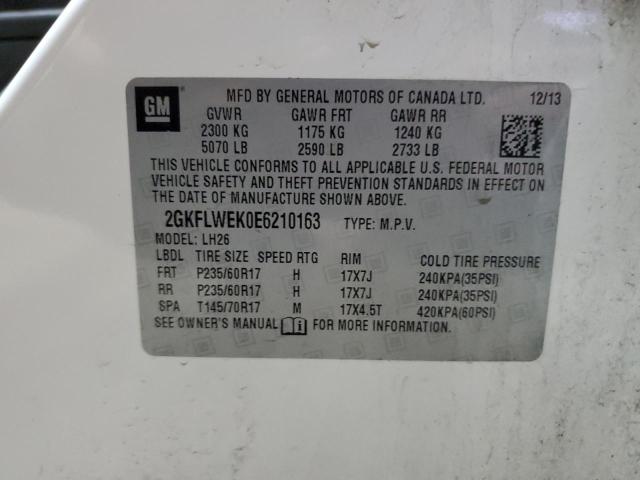 GM
MFD BY GENERAL MOTORS OF CANADA LTD. 12/13
GVWR GAWR FRT GAWR RR
2300 KG 1175 KG 1240 KG
5070 LB 2590 LB 2733 LB
THIS VEHICLE CONFORMS TO ALL APPLICABLE U.S. FEDERAL MOTOR
VEHICLE SAFETY AND THEFT PREVENTION STANDARDS IN EFFECT ON
THE DATE OF MANUFACTURE SHOWN ABOVE.
2GKFLWEK0E6210163 TYPE: M.P.V.
MODEL: LH26
LBDL TIRE SIZE SPEED RTG RIM COLD TIRE PRESSURE
FRT P235/60R17 H 17X7J 240KPA(35PSI)
RR P235/60R17 H 17X7J 240KPA(35PSI)
SPA T145/70R17 M 17X4.5T 420KPA(60PSI)
SEE OWNER'S MANUAL FOR MORE INFORMATION.